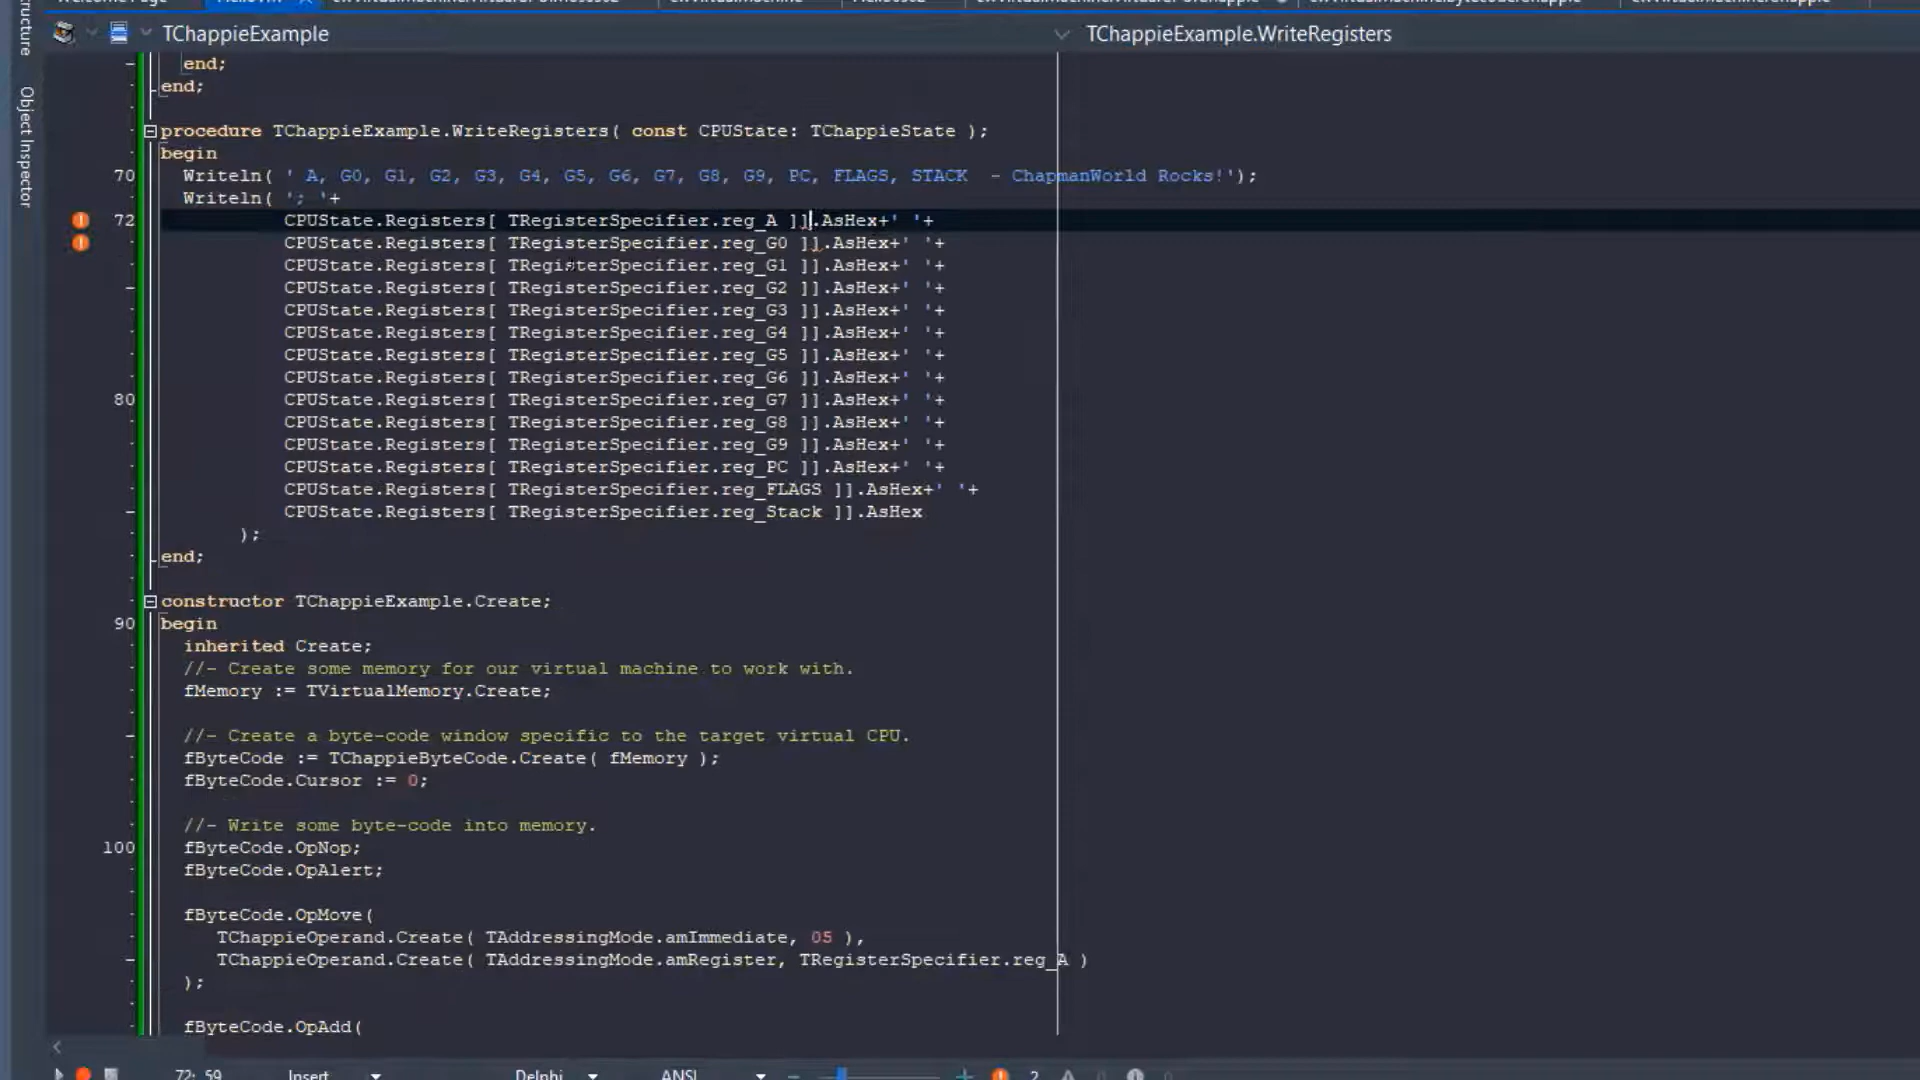 TChappieExample
TChappieExample.WriteRegisters
Object Inspector
end;
end;
procedure TChappieExample.WriteRegisters( const CPUState: TChappieState );
begin
70 Writeln( ' A, G0, G1, G2, G3, G4, G5, G6, G7, G8, G9, PC, FLAGS, STACK  - ChapmanWorld Rocks!');
Writeln( '; '+
72 CPUState.Registers[ TRegisterSpecifier.reg_A ]].AsHex+' '+
CPUState.Registers[ TRegisterSpecifier.reg_G0 ]].AsHex+' '+
CPUState.Registers[ TRegisterSpecifier.reg_G1 ]].AsHex+' '+
CPUState.Registers[ TRegisterSpecifier.reg_G2 ]].AsHex+' '+
CPUState.Registers[ TRegisterSpecifier.reg_G3 ]].AsHex+' '+
CPUState.Registers[ TRegisterSpecifier.reg_G4 ]].AsHex+' '+
CPUState.Registers[ TRegisterSpecifier.reg_G5 ]].AsHex+' '+
CPUState.Registers[ TRegisterSpecifier.reg_G6 ]].AsHex+' '+
80 CPUState.Registers[ TRegisterSpecifier.reg_G7 ]].AsHex+' '+
CPUState.Registers[ TRegisterSpecifier.reg_G8 ]].AsHex+' '+
CPUState.Registers[ TRegisterSpecifier.reg_G9 ]].AsHex+' '+
CPUState.Registers[ TRegisterSpecifier.reg_PC ]].AsHex+' '+
CPUState.Registers[ TRegisterSpecifier.reg_FLAGS ]].AsHex+' '+
CPUState.Registers[ TRegisterSpecifier.reg_Stack ]].AsHex
);
end;
constructor TChappieExample.Create;
90 begin
inherited Create;
//- Create some memory for our virtual machine to work with.
fMemory := TVirtualMemory.Create;
//- Create a byte-code window specific to the target virtual CPU.
fByteCode := TChappieByteCode.Create( fMemory );
fByteCode.Cursor := 0;
//- Write some byte-code into memory.
100 fByteCode.OpNop;
fByteCode.OpAlert;
fByteCode.OpMove(
TChappieOperand.Create( TAddressingMode.amImmediate, 05 ),
TChappieOperand.Create( TAddressingMode.amRegister, TRegisterSpecifier.reg_A )
);
fByteCode.OpAdd(
72: 59 Insert Delphi ANSI 2